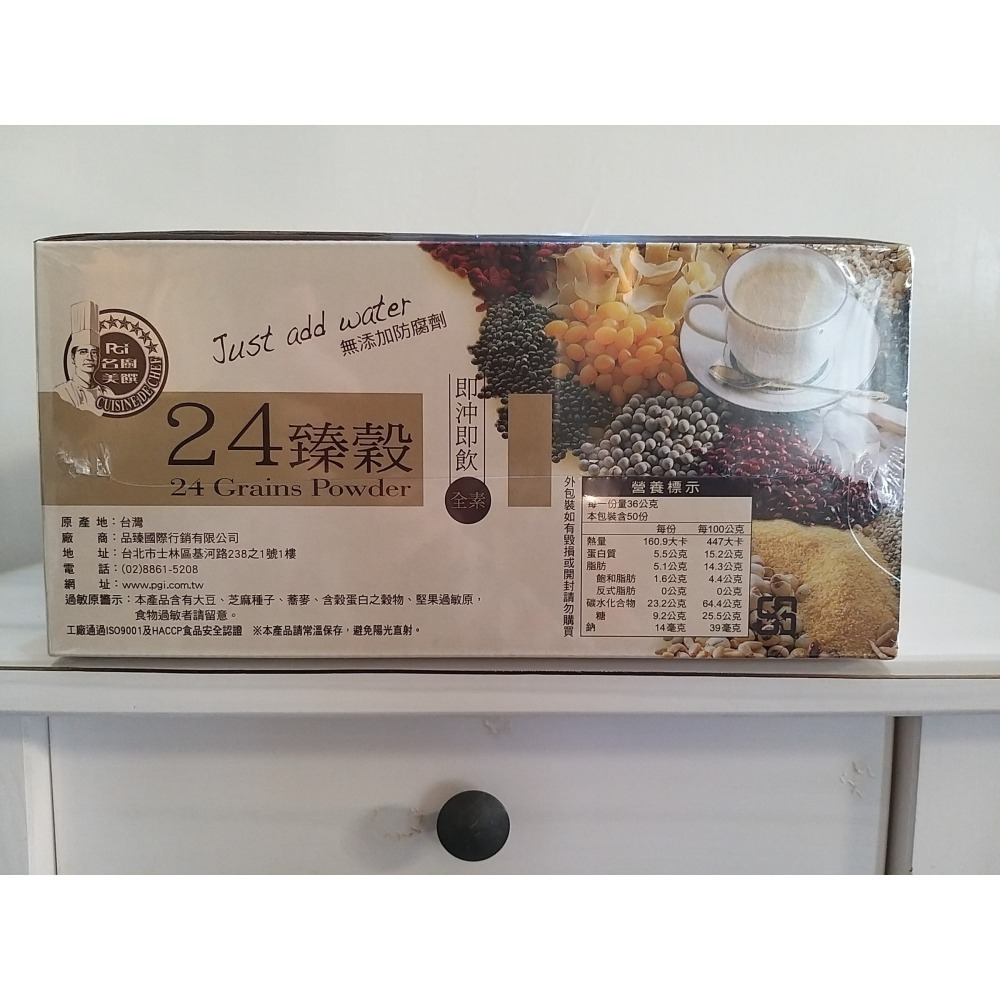 PGi
名廚
美饌
CUISINE DE CHEF
Just add water
無添加防腐劑
24臻穀
24 Grains Powder
即沖即飲
全素
原產地：台灣
廠 商：品臻國際行銷有限公司
地 址：台北市士林區基河路238之1號1樓
電 話：(02)8861-5208
網 址：www.pgi.com.tw
過敏原警示：本產品含有大豆、芝麻種子、蕎麥、含穀蛋白之穀物、堅果過敏原，
食物過敏者請留意。
工廠通過ISO9001及HACCP食品安全認證 ※本產品請常溫保存，避免陽光直射。
外包裝如有毀損或開封請勿購買
營養標示
每一份量36公克
本包裝含50份
每份 每100公克
熱量 160.9大卡 447大卡
蛋白質 5.5公克 15.2公克
脂肪 5.1公克 14.3公克
飽和脂肪 1.6公克 4.4公克
反式脂肪 0公克 0公克
碳水化合物 23.2公克 64.4公克
糖 9.2公克 25.5公克
鈉 14毫克 39毫克